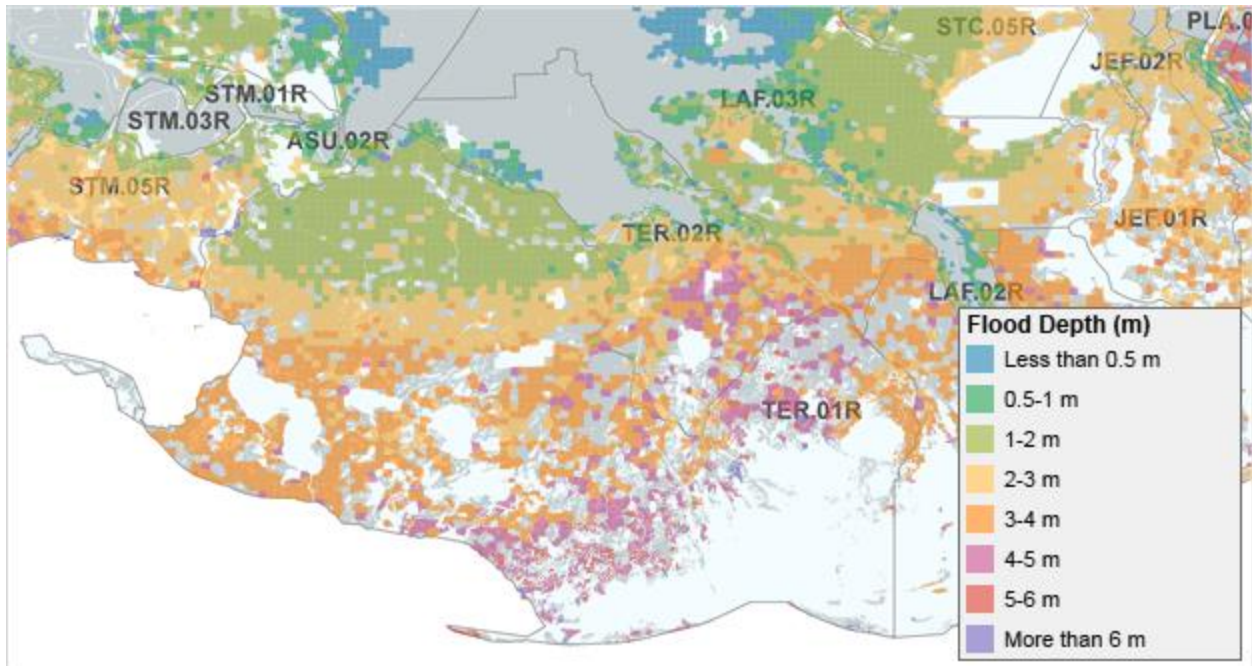 STC.05R
PLA.0
JEF.02R
STM.01R
LAF.03R
STM.03R
ASU.02R
STM.05R
JEF.01R
TER.02R
LAF.02R
TER.01R
Flood Depth (m)
Less than 0.5 m
0.5-1 m
1-2 m
2-3 m
3-4 m
4-5 m
5-6 m
More than 6 m